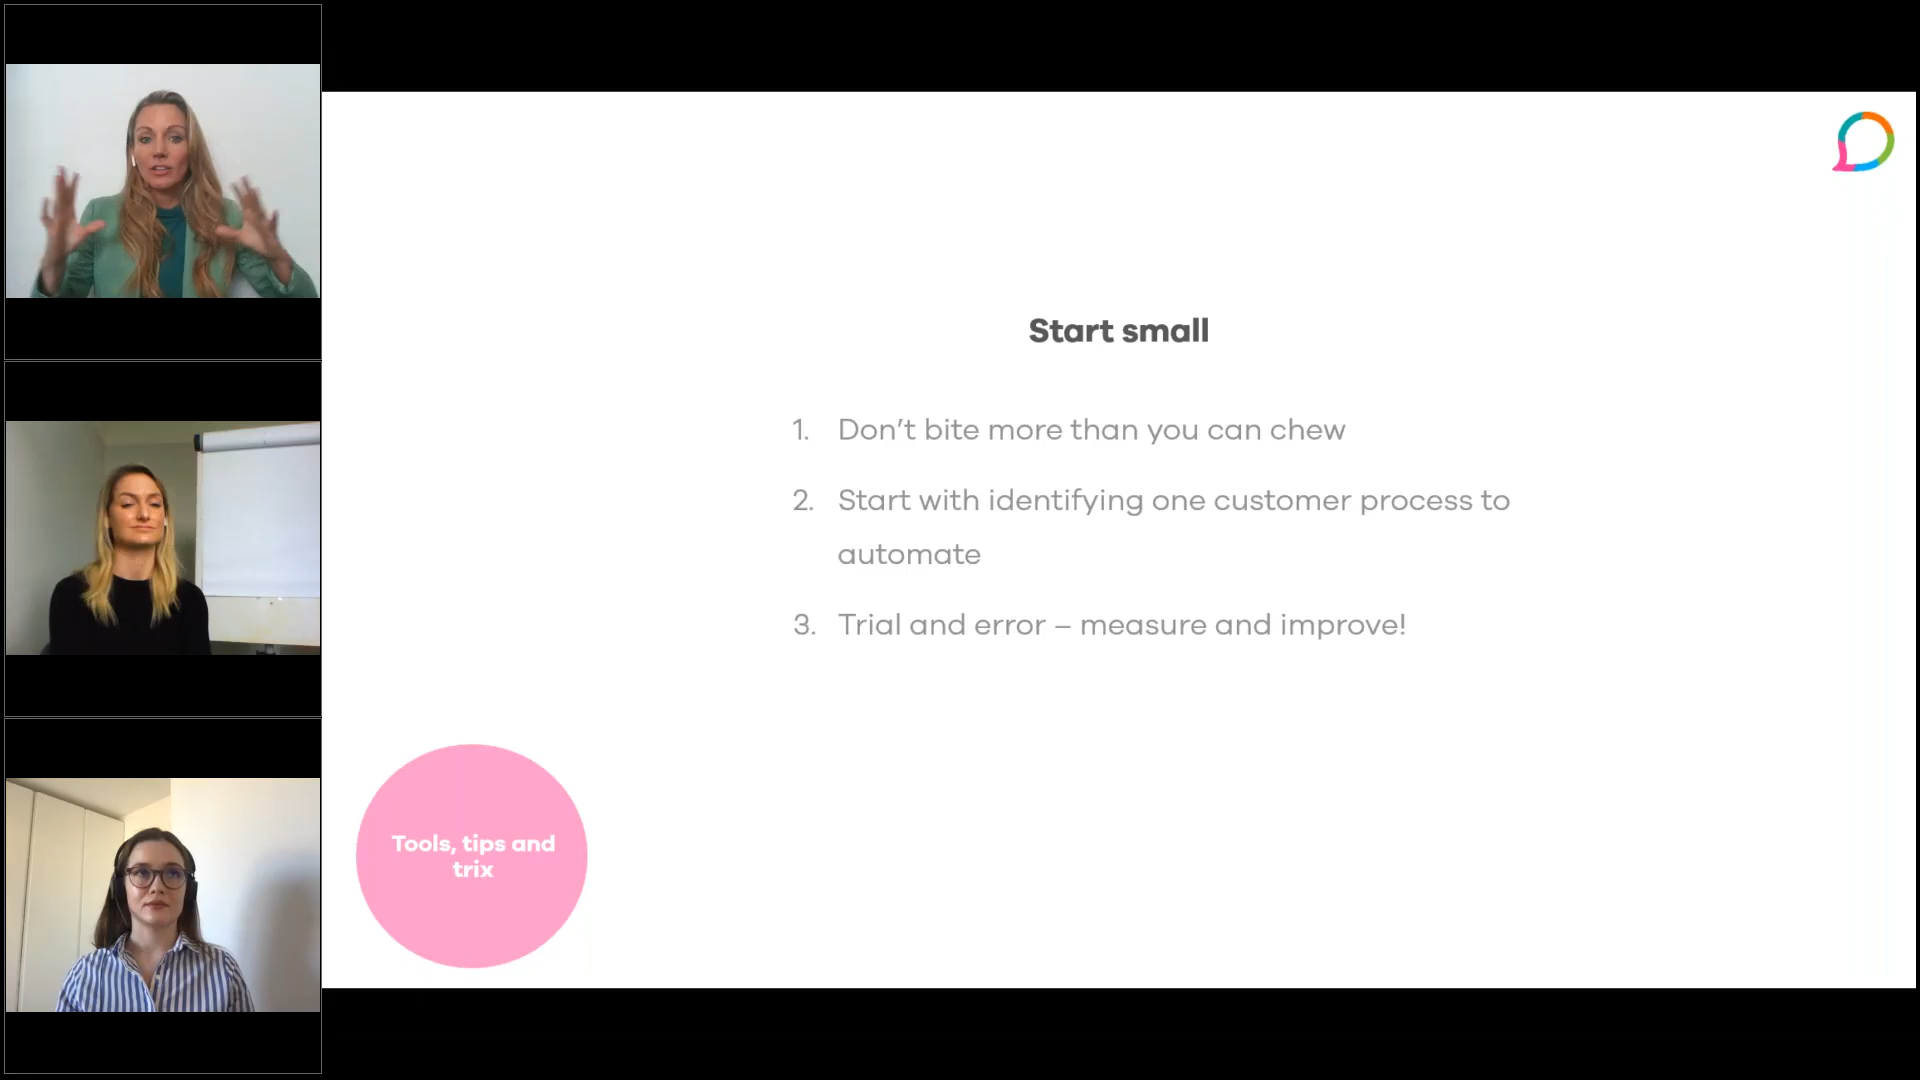 Start small
1. Don’t bite more than you can chew
2. Start with identifying one customer process to
automate
3. Trial and error – measure and improve!
Tools, tips and
trix